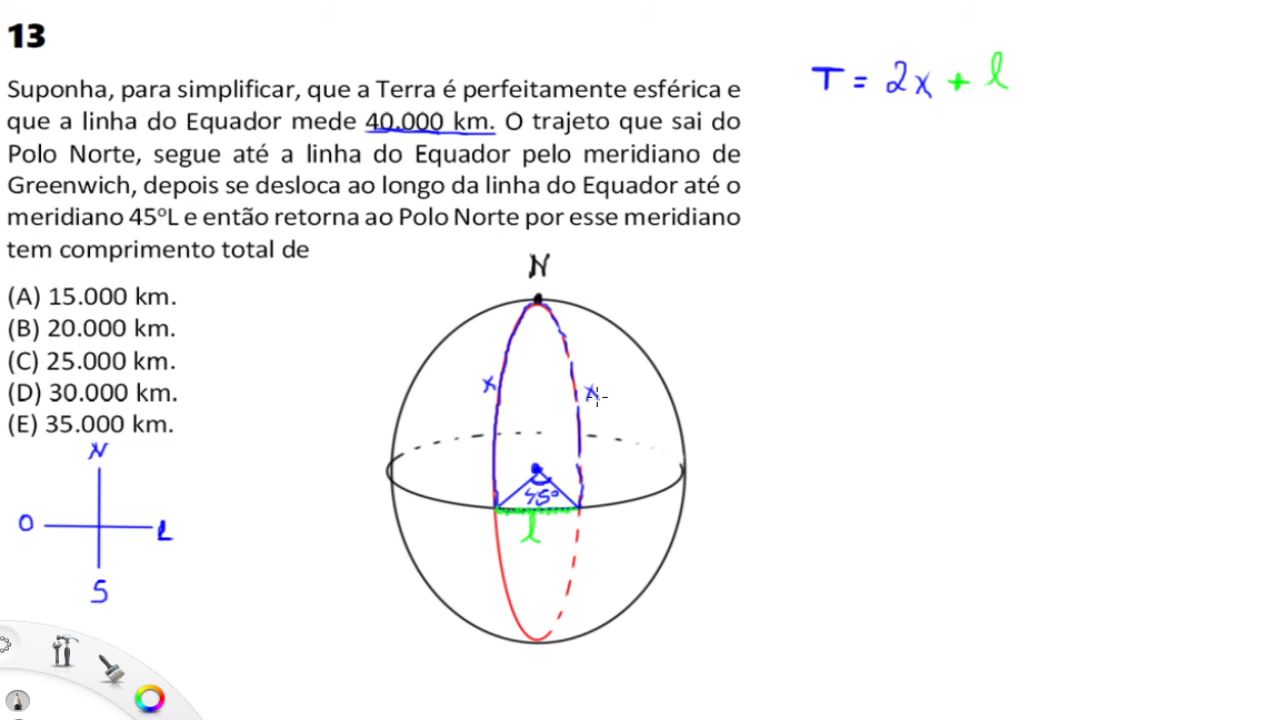 13
T = 2x + l
Suponha, para simplificar, que a Terra é perfeitamente esférica e
que a linha do Equador mede 40.000 km. O trajeto que sai do
Polo Norte, segue até a linha do Equador pelo meridiano de
Greenwich, depois se desloca ao longo da linha do Equador até o
meridiano 45ºL e então retorna ao Polo Norte por esse meridiano
tem comprimento total de
(A) 15.000 km.
(B) 20.000 km.
(C) 25.000 km.
(D) 30.000 km.
(E) 35.000 km.
N
x
x
45º
l
N
O
L
S